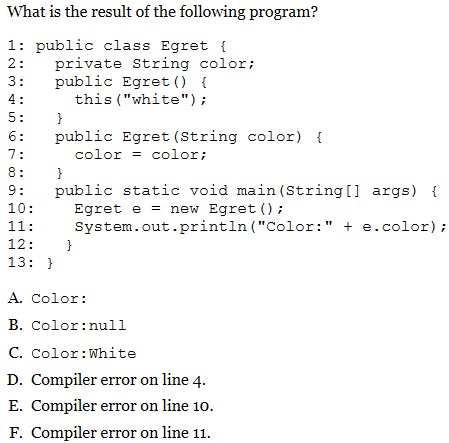 What is the result of the following program?
1: public class Egret {
2:   private String color;
3:   public Egret() {
4:     this("white");
5:   }
6:   public Egret(String color) {
7:     color = color;
8:   }
9:   public static void main(String[] args) {
10:    Egret e = new Egret();
11:    System.out.println("Color:" + e.color);
12:   }
13: }
A. Color:
B. Color:null
C. Color:White
D. Compiler error on line 4.
E. Compiler error on line 10.
F. Compiler error on line 11.